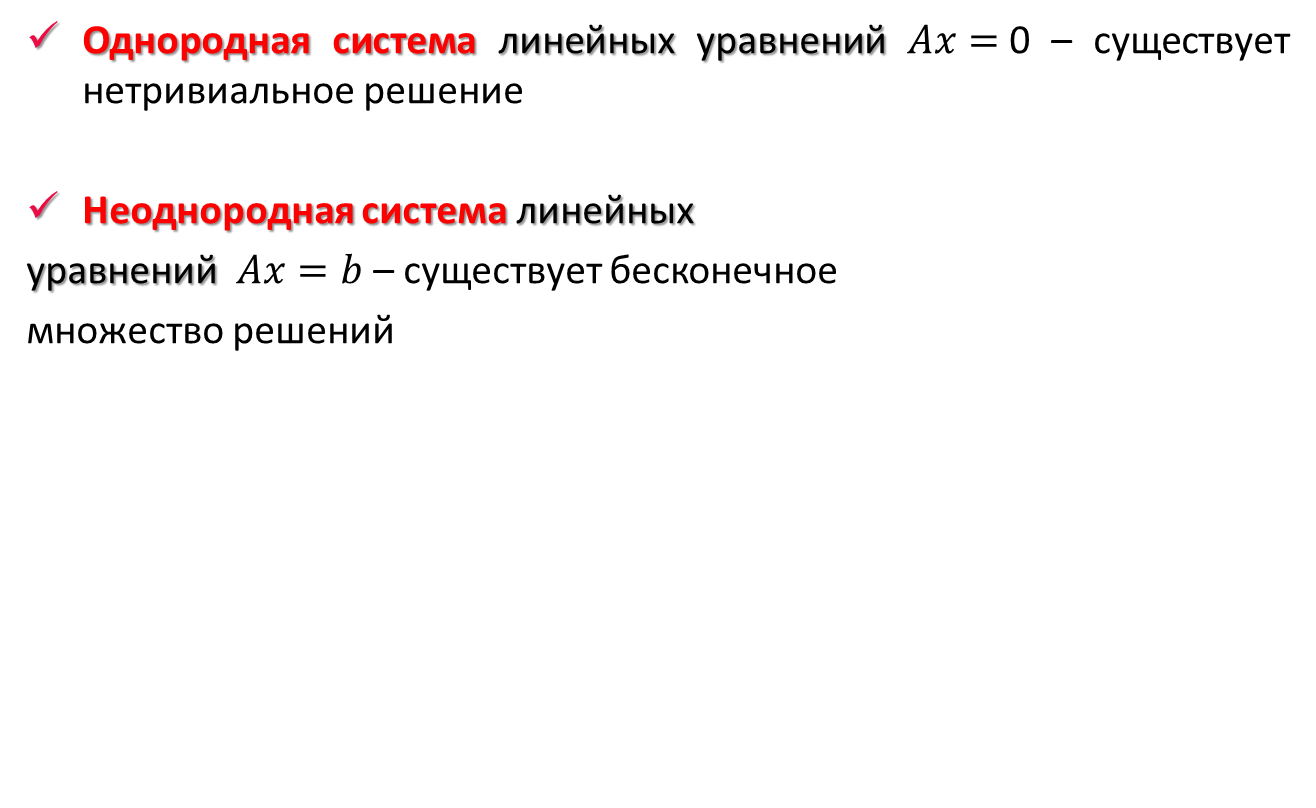 ✓ Однородная система линейных уравнений Ax = 0 – существует
нетривиальное решение
✓ Неоднородная система линейных
уравнений Ax = b – существует бесконечное
множество решений